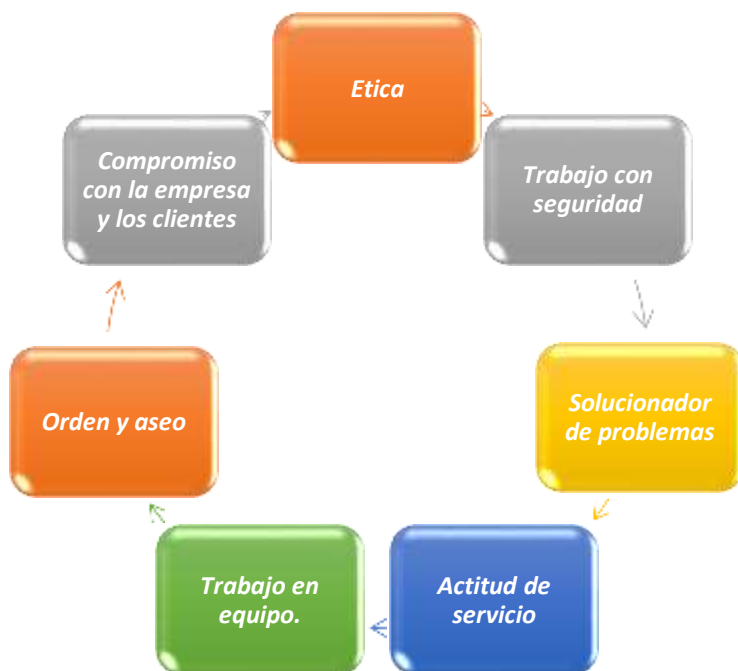 Etica
Trabajo con
seguridad
Solucionador
de problemas
Actitud de
servicio
Trabajo en
equipo.
Orden y aseo
Compromiso
con la empresa
y los clientes